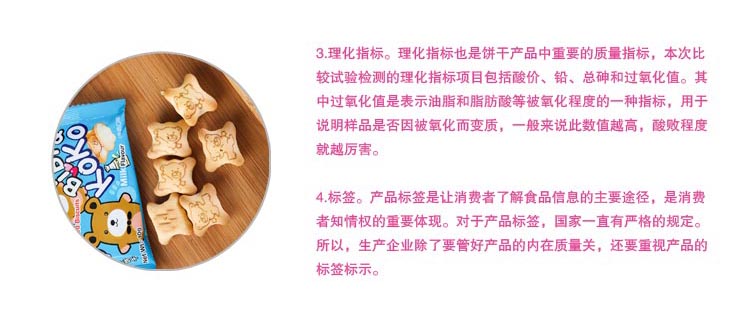 3.理化指标。理化指标也是饼干产品中重要的质量指标，本次比
较试验检测的理化指标项目包括酸价、铅、总砷和过氧化值。其
中过氧化值是表示油脂和脂肪酸等被氧化程度的一种指标，用于
说明样品是否因被氧化而变质，一般来说此数值越高，酸败程度
就越厉害。
4.标签。产品标签是让消费者了解食品信息的主要途径，是消费
者知情权的重要体现。对于产品标签，国家一直有严格的规定。
所以，生产企业除了要管好产品的内在质量关，还要重视产品的
标签标示。
KOKO
Milk
Flavour
Biscuits
Net Wt